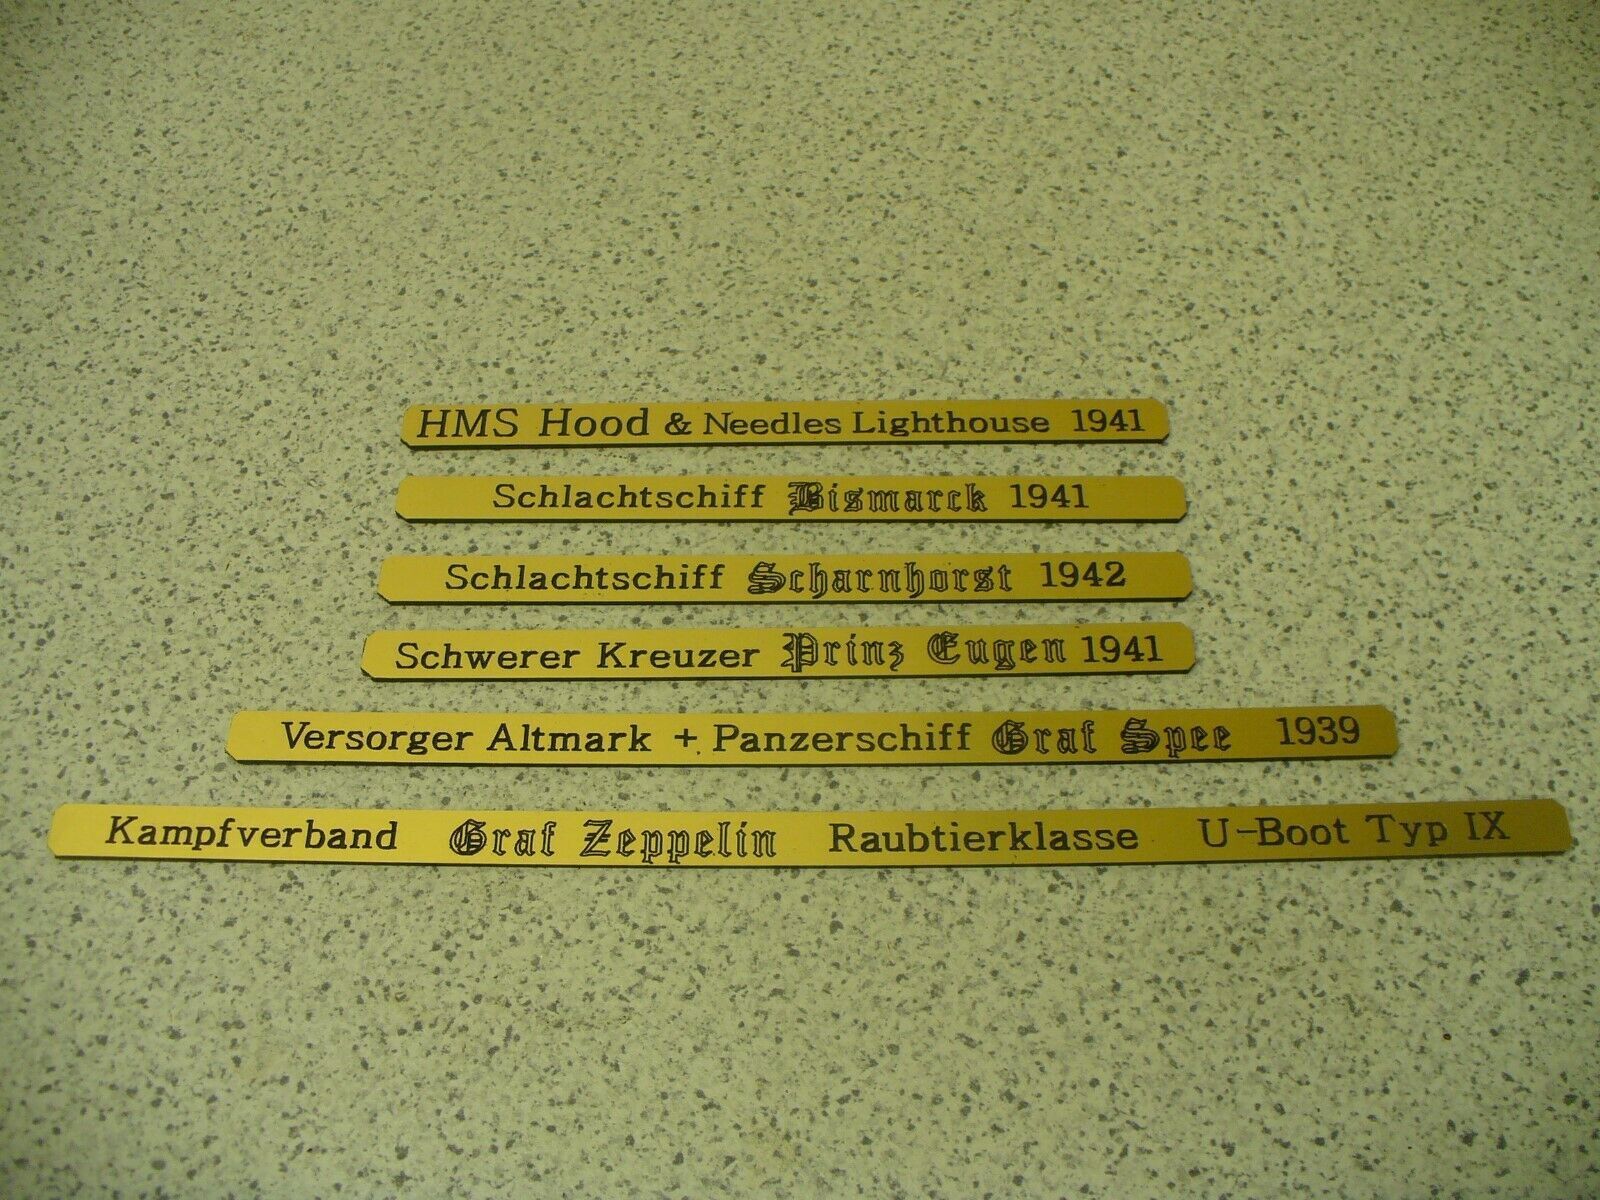 HMS Hood & Needles Lighthouse 1941
Schlachtschiff Bismarck 1941
Schlachtschiff Scharnhorst 1942
Schwerer Kreuzer Prinz Eugen 1941
Versorger Altmark + Panzerschiff Graf Spee 1939
Kampfverband Graf Zeppelin Raubtierklasse U-Boot Typ IX